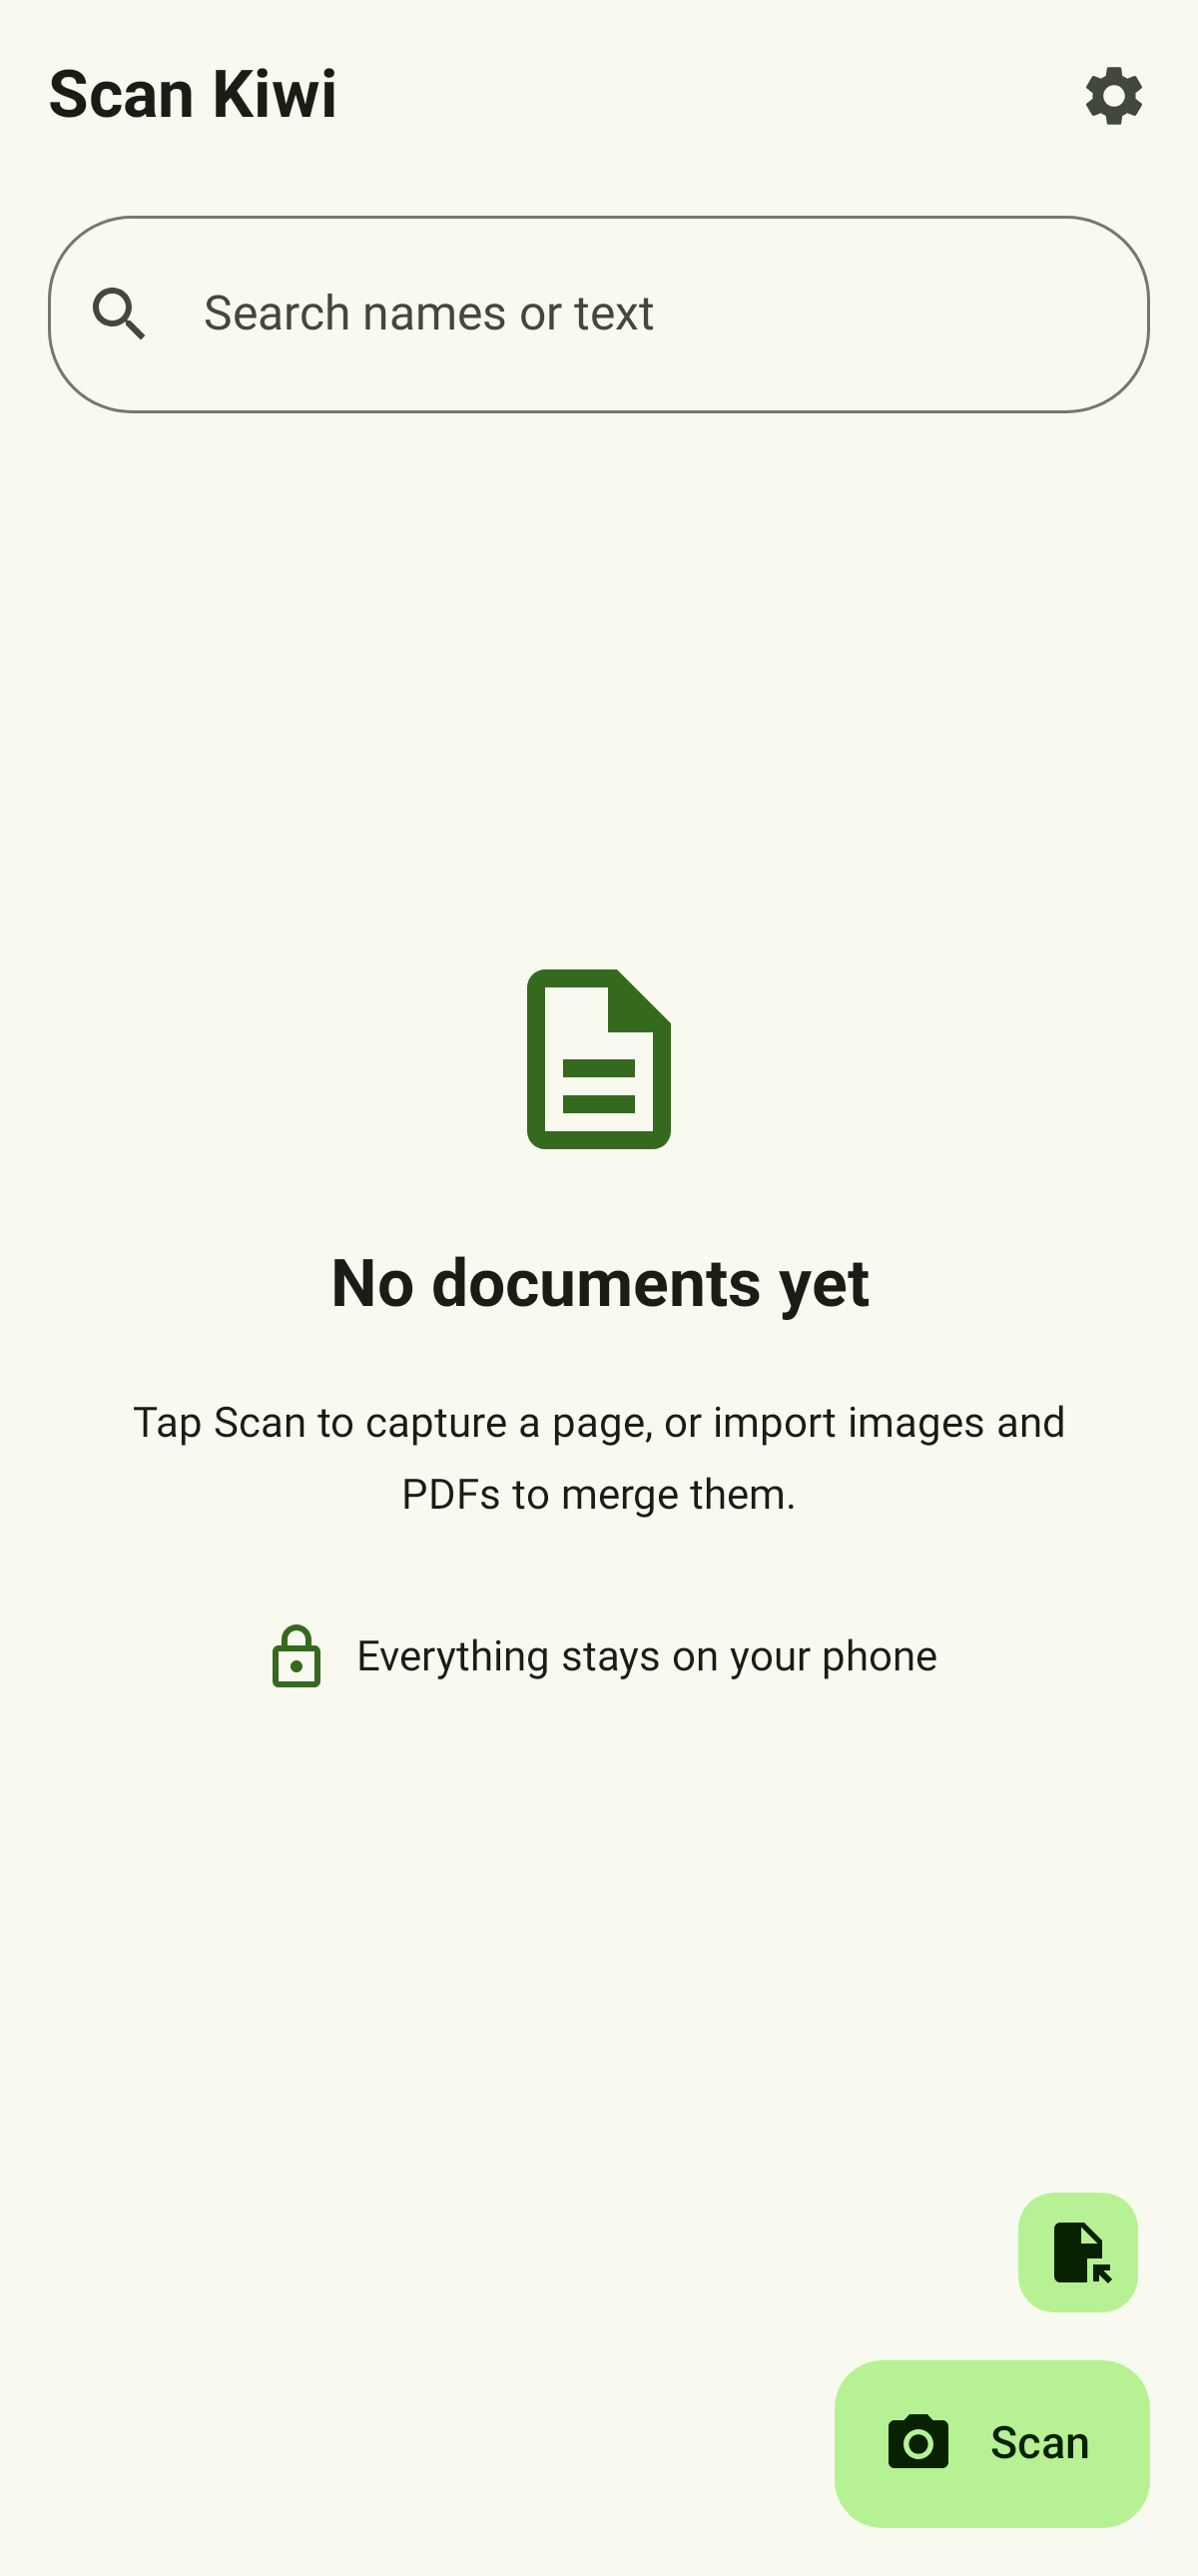 Scan Kiwi
Search names or text
No documents yet
Tap Scan to capture a page, or import images and
PDFs to merge them.
Everything stays on your phone
Scan